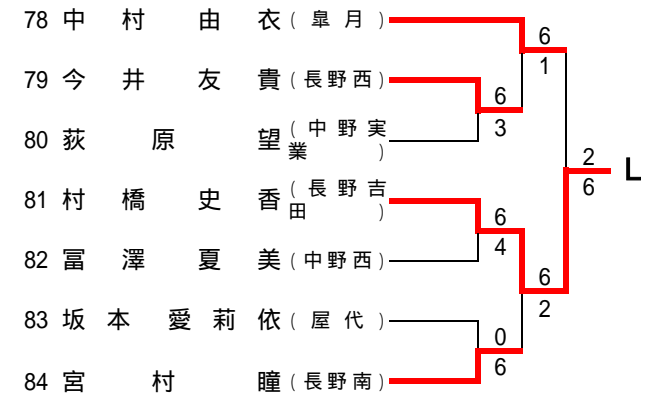 78 中村由衣 (皐月)
6
1
79 今井友貴 (長野西)
6
3
80 荻原望 (中野実業)
2
6
L
81 村橋史香 (長野吉田)
6
4
82 冨澤夏美 (中野西)
6
2
83 坂本愛莉依 (屋代)
0
6
84 宮村瞳 (長野南)